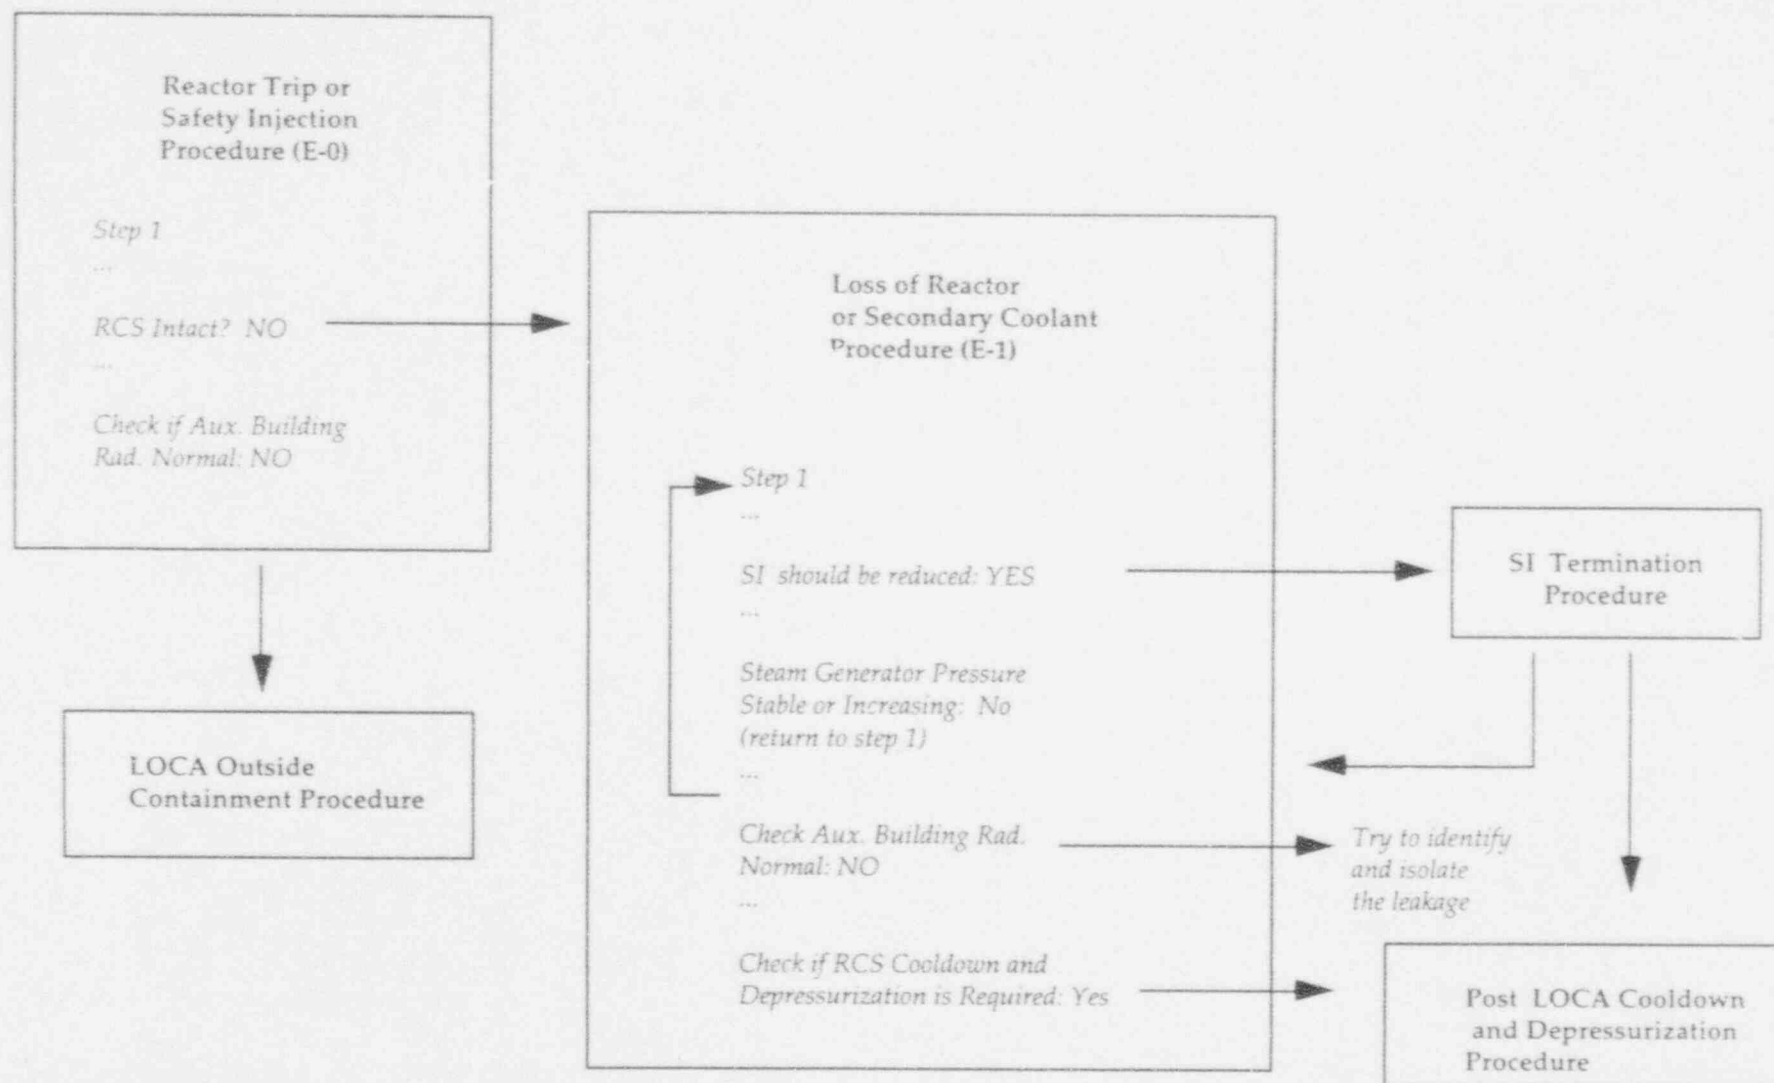 Reactor Trip or
Safety Injection
Procedure (E-0)
Step 1
...
RCS Intact? NO
...
Check if Aux. Building
Rad. Normal: NO
LOCA Outside
Containment Procedure
Loss of Reactor
or Secondary Coolant
Procedure (E-1)
Step 1
...
SI should be reduced: YES
...
Steam Generator Pressure
Stable or Increasing: No
(return to step 1)
...
Check Aux. Building Rad.
Normal: NO
...
Check if RCS Cooldown and
Depressurization is Required: Yes
SI Termination
Procedure
Try to identify
and isolate
the leakage
Post LOCA Cooldown
and Depressurization
Procedure